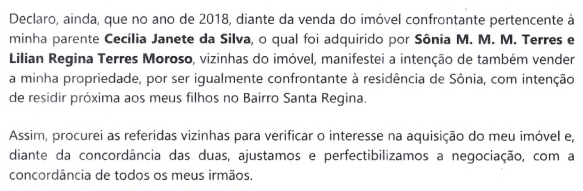 Declaro, ainda, que no ano de 2018, diante da venda do imóvel confrontante pertencente à
minha parente Cecília Janete da Silva, o qual foi adquirido por Sônia M. M. M. Terres e
Lilian Regina Terres Moroso, vizinhas do imóvel, manifestei a intenção de também vender
a minha propriedade, por ser igualmente confrontante à residência de Sônia, com intenção
de residir próxima aos meus filhos no Bairro Santa Regina.
Assim, procurei as referidas vizinhas para verificar o interesse na aquisição do meu imóvel e,
diante da concordância das duas, ajustamos e perfectibilizamos a negociação, com a
concordância de todos os meus irmãos.